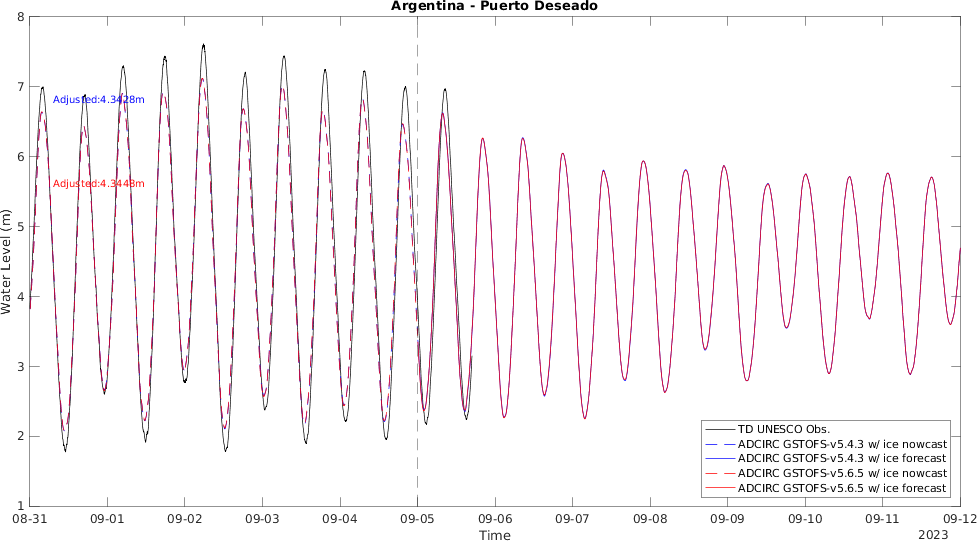 Argentina - Puerto Deseado
8
7
6
5
4
3
2
1
Water Level (m)
Adjusted:4.3428m
Adjusted:4.3448m
TD UNESCO Obs.
ADCIRC GSTOFS-v5.4.3 w/ ice nowcast
ADCIRC GSTOFS-v5.4.3 w/ ice forecast
ADCIRC GSTOFS-v5.6.5 w/ ice nowcast
ADCIRC GSTOFS-v5.6.5 w/ ice forecast
08-31 09-01 09-02 09-03 09-04 09-05 09-06 09-07 09-08 09-09 09-10 09-11 09-12
Time
2023